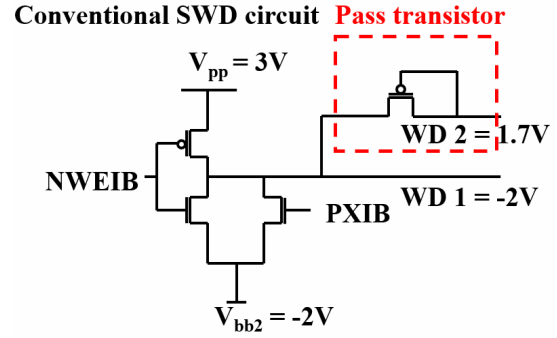 Conventional SWD circuit Pass transistor
Vpp = 3V
WD 2 = 1.7V
NWEIB
WD 1 = -2V
PXIB
Vbb2 = -2V